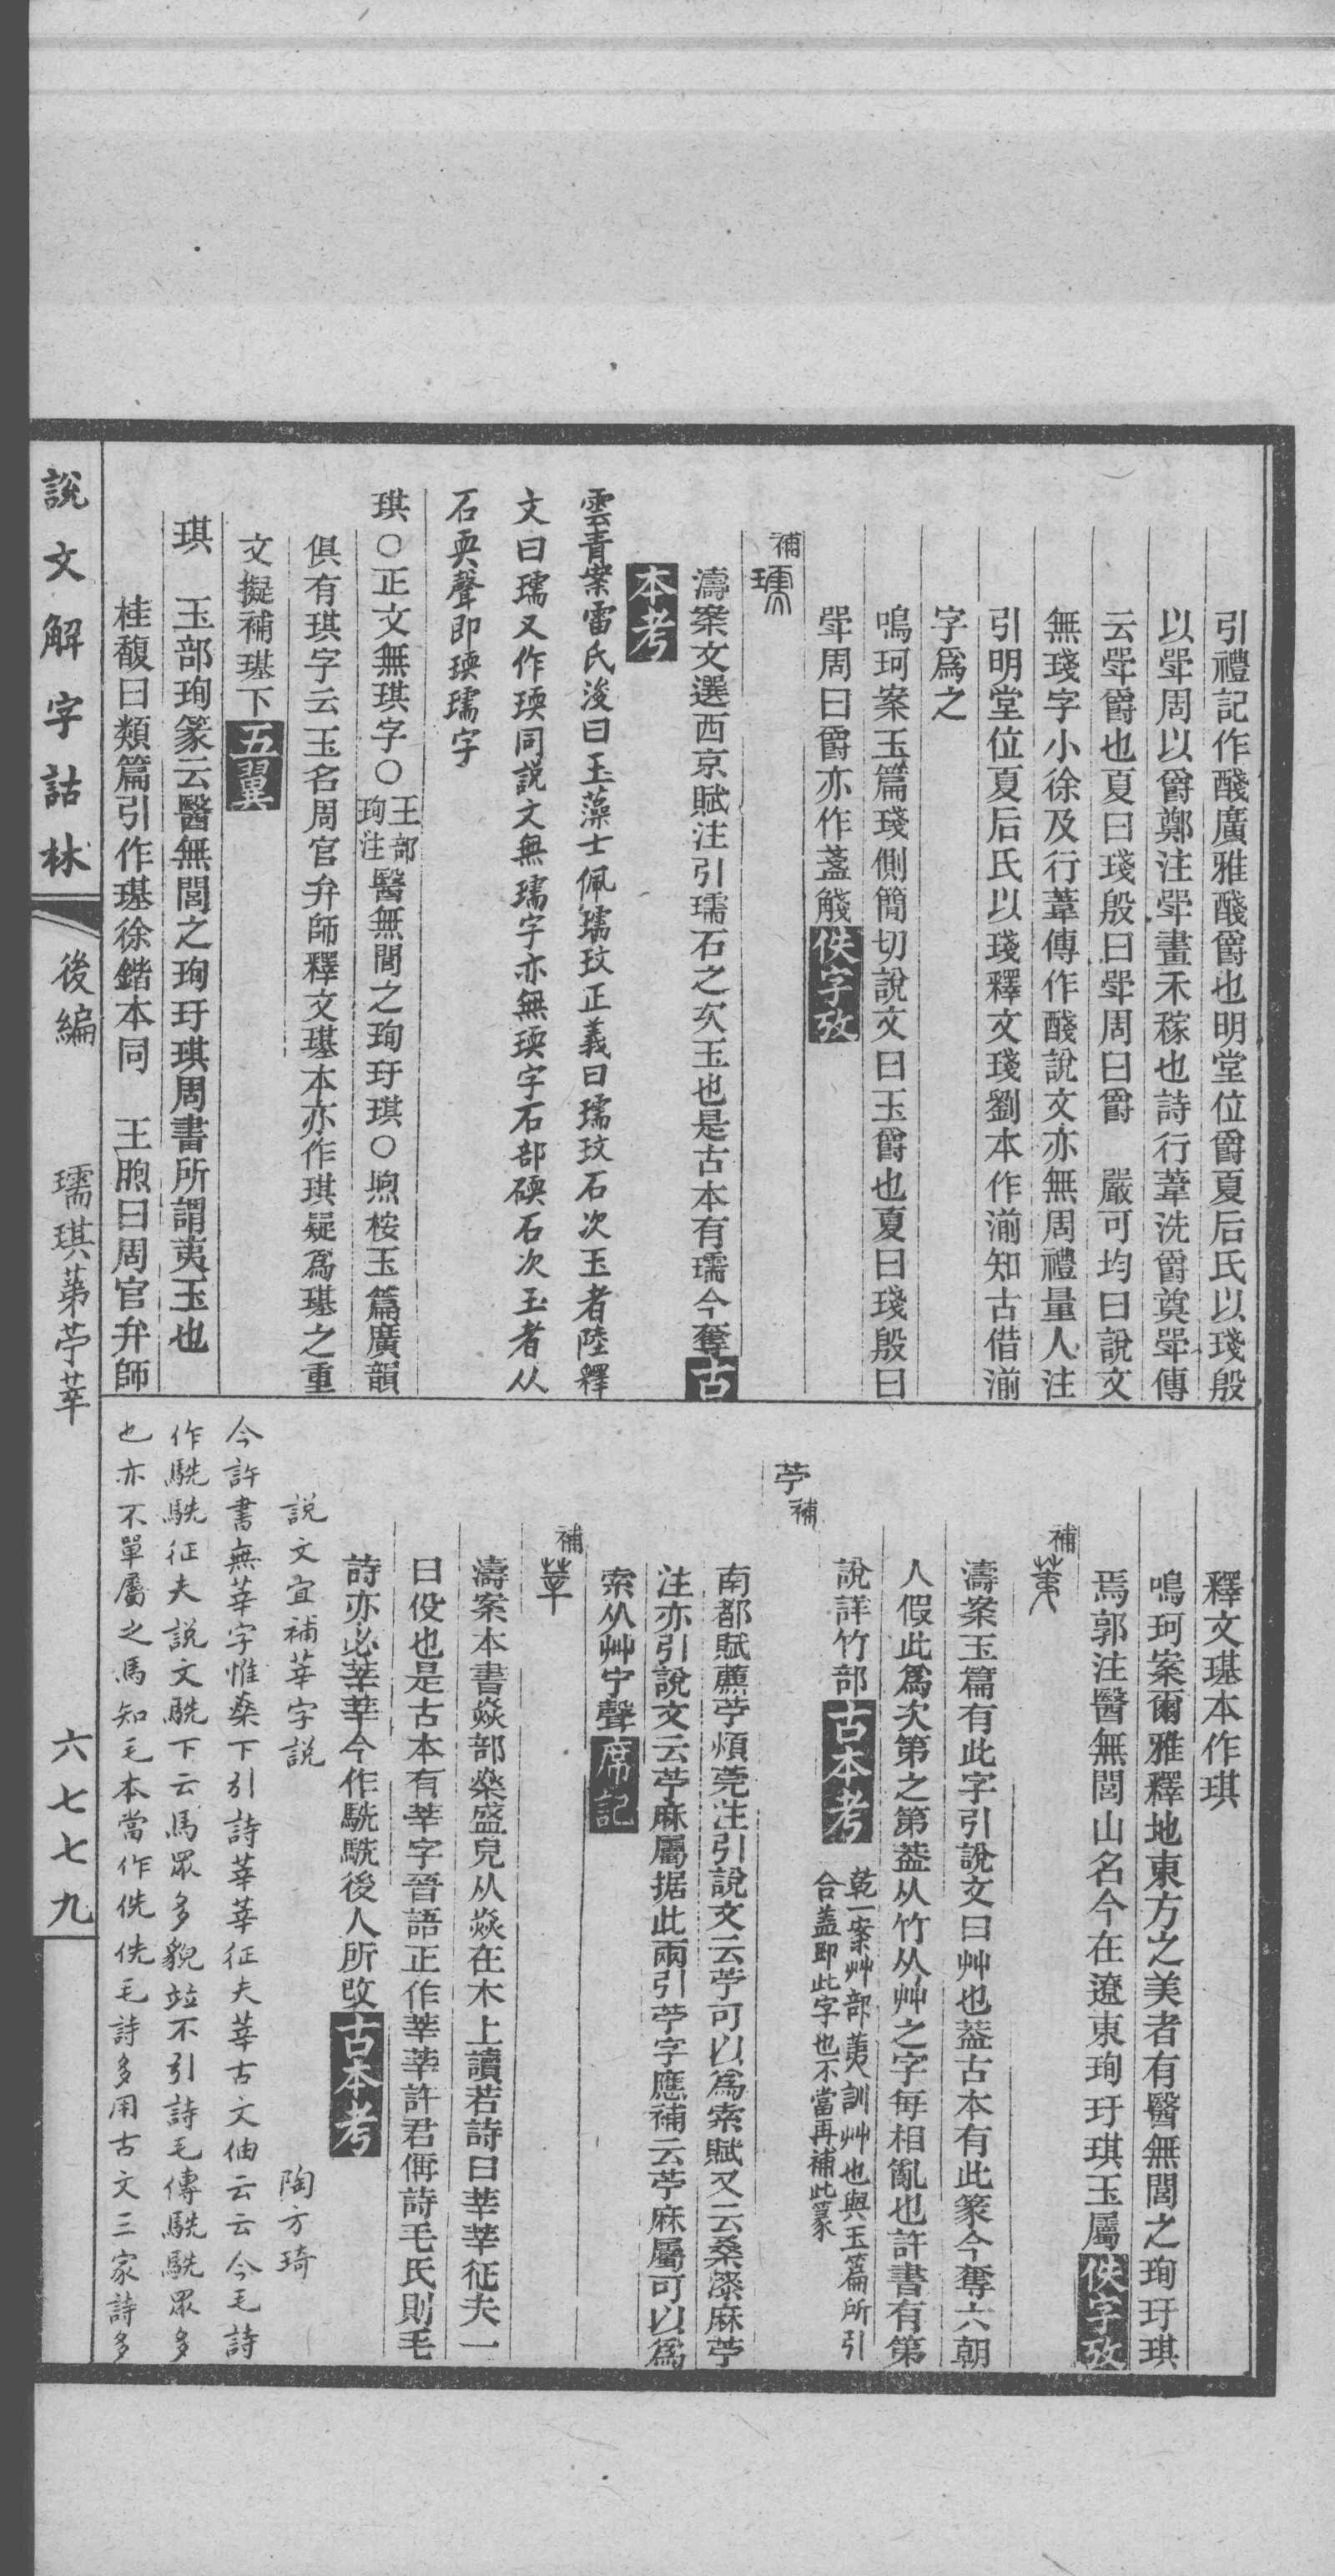 引禮記作醆廣雅醆爵也明堂位爵夏后氏以琖殷
以斝周以爵鄭注斝畫禾稼也詩行葦洗爵奠斝傳
云斝爵也夏曰琖殷曰斝周曰爵　嚴可均曰說文
無琖字小徐及行葦傳作醆說文亦無周禮量人注
引明堂位夏后氏以琖釋文琖劉本作湔知古借湔
字爲之
鳴珂案玉篇琖側簡切說文曰玉爵也夏曰琖殷曰
斝周曰爵亦作盞㦻佚字攷
補瓀
濤案文選西京賦注引瓀石之次玉也是古本有瓀今奪古
本考
雲青案雷氏浚曰玉藻士佩瓀玟正義曰瓀玟石次玉者陸釋
文曰瓀又作瑌同說文無瓀字亦無瑌字石部碝石次玉者从
石耎聲即瑌瓀字
琪○正文無琪字○玉部珣注醫無閭之珣玗琪○煦桉玉篇廣韻
俱有琪字云玉名周官弁師釋文璂本亦作琪疑爲璂之重
文擬補璂下五翼
琪　玉部珣篆云醫無閭之珣玗琪周書所謂夷玉也
桂馥曰類篇引作璂徐鍇本同　王煦曰周官弁師
釋文璂本作琪
鳴珂案爾雅釋地東方之美者有醫無閭之珣玗琪
焉郭注醫無閭山名今在遼東珣玗琪玉屬佚字攷
補苐
濤案玉篇有此字引說文曰艸也葢古本有此篆今奪六朝
人假此爲次第之第葢从竹从艸之字每相亂也許書有第
說詳竹部古本考
乾一案艸部荑訓艸也與玉篇所引
合葢即此字也不當再補此篆
苧補
南都賦藨苧薠莞注引說文云苧可以爲索賦又云桑漆麻苧
注亦引說文云苧麻屬据此兩引苧字應補云苧麻屬可以爲
索从艸宁聲席記
補莘
濤案本書焱部燊盛皃从焱在木上讀若詩曰莘莘征夫一
曰役也是古本有莘字晉語正作莘莘許君偁詩毛氏則毛
詩亦必莘莘今作駪駪後人所改古本考
說文宜補莘字說　陶方琦
今許書無莘字惟燊下引詩莘莘征夫莘古文伷云云今毛詩
作駪駪征夫說文駪下云馬眾多貌竝不引詩毛傳駪駪眾多
也亦不單屬之馬知毛本當作侁侁毛詩多用古文三家詩多
說文解字詁林　後編　瓀琪苐苧莘　六七七九